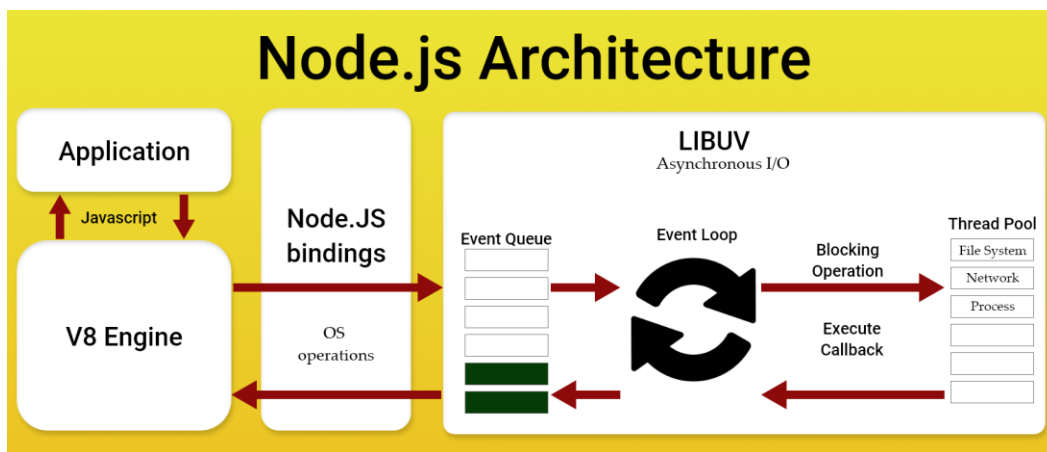 Node.js Architecture
Application
Javascript
V8 Engine
Node.JS
bindings
OS
operations
LIBUV
Asynchronous I/O
Event Queue
Event Loop
Blocking
Operation
Execute
Callback
Thread Pool
File System
Network
Process